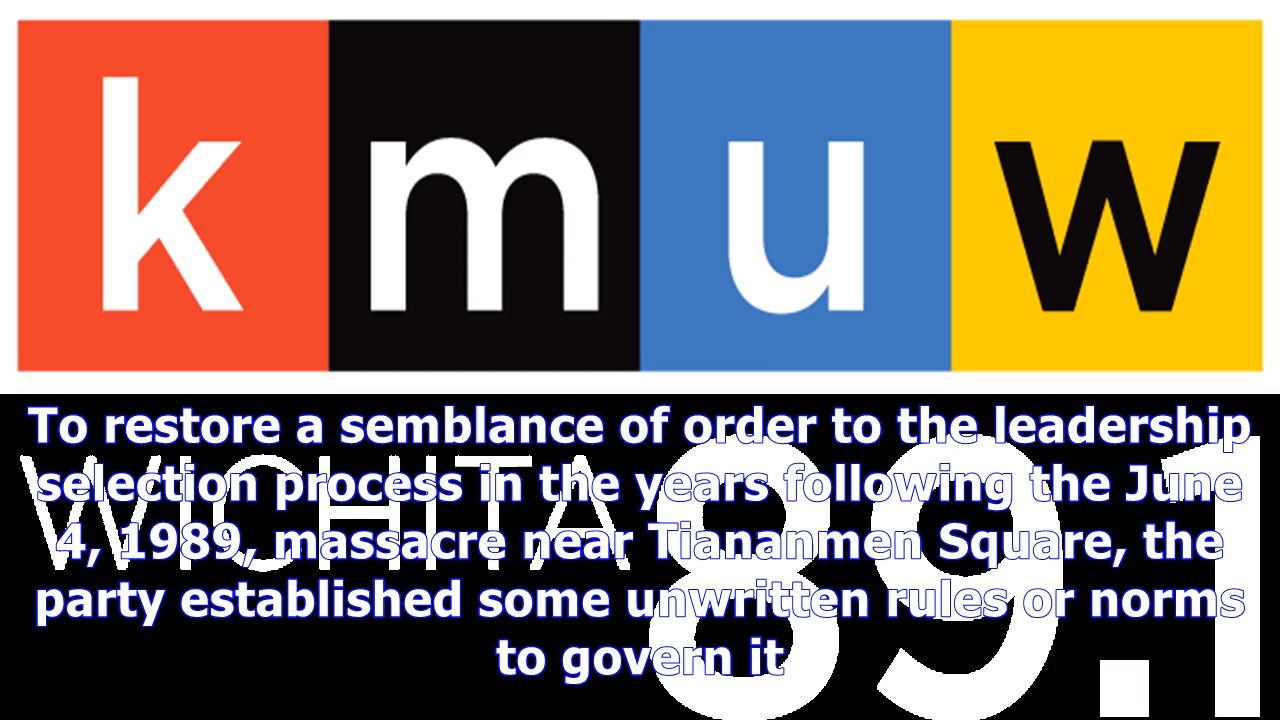 kmuw
WICHITA 89.1
To restore a semblance of order to the leadership
selection process in the years following the June
4, 1989, massacre near Tiananmen Square, the
party established some unwritten rules or norms
to govern it